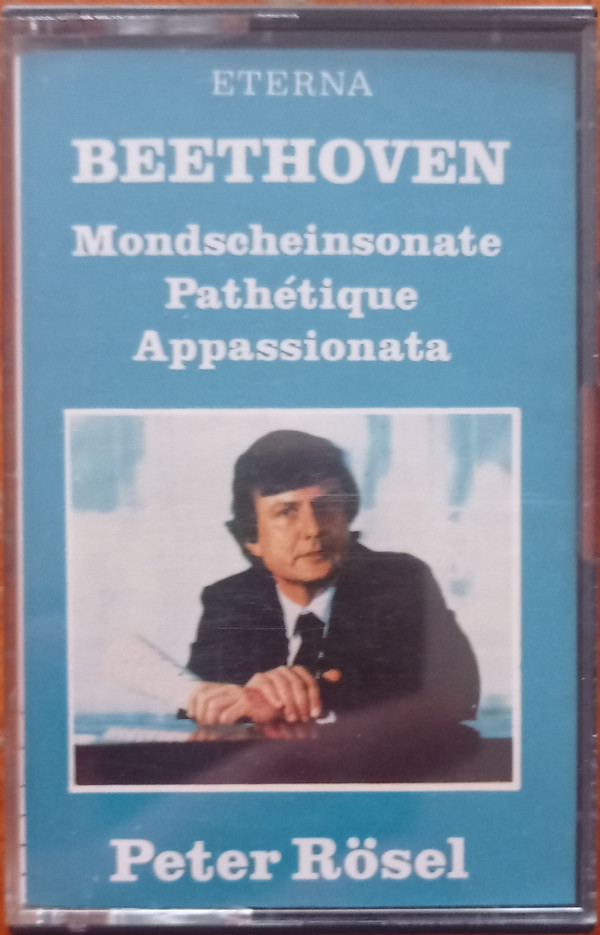 ETERNA
BEETHOVEN
Mondscheinsonate
Pathétique
Appassionata
Peter Rösel